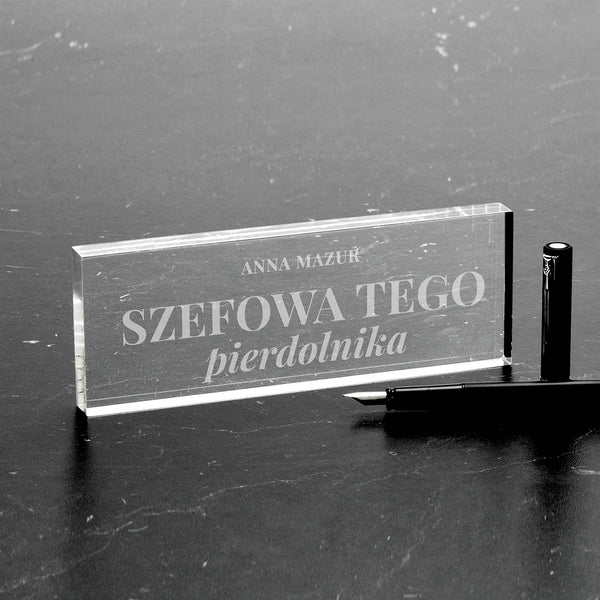 ANNA MAZUR
SZEFOWA TEGO
pierdolnika